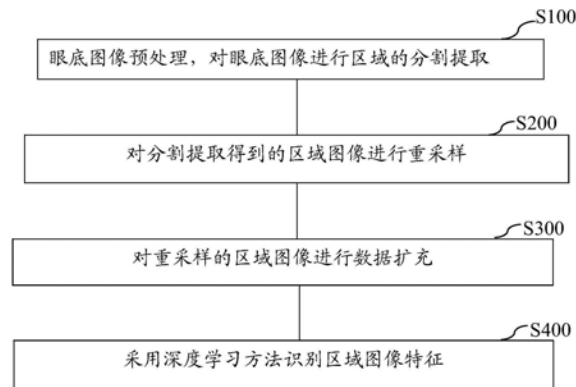 S100
眼底图像预处理，对眼底图像进行区域的分割提取
S200
对分割提取得到的区域图像进行重采样
S300
对重采样的区域图像进行数据扩充
S400
采用深度学习方法识别区域图像特征